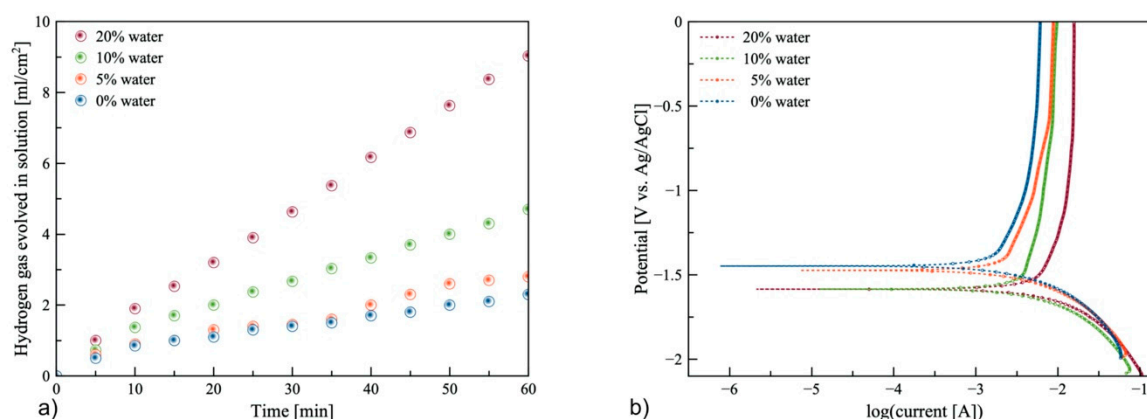 Hydrogen gas evolved in solution [ml/cm²]
10
8
6
4
2
0
20% water
10% water
5% water
0% water
0
10
20
30
40
50
60
Time [min]
a)
Potential [V vs. Ag/AgCl]
0
−0.5
−1
−1.5
−2
20% water
10% water
5% water
0% water
−6
−5
−4
−3
−2
−1
log(current [A])
b)